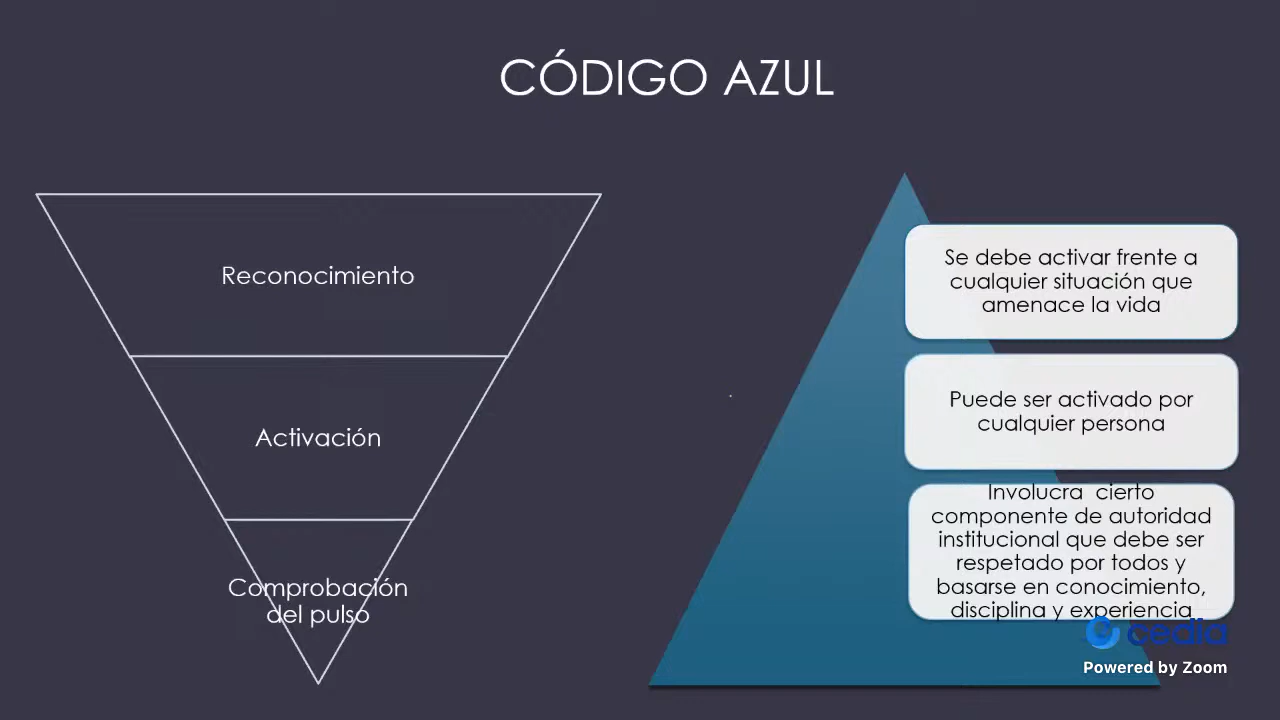 CÓDIGO AZUL
Reconocimiento
Activación
Comprobación
del pulso
Se debe activar frente a
cualquier situación que
amenace la vida
Puede ser activado por
cualquier persona
Involucra cierto
componente de autoridad
institucional que debe ser
respetado por todos y
basarse en conocimiento,
disciplina y experiencia
cedia
Powered by Zoom